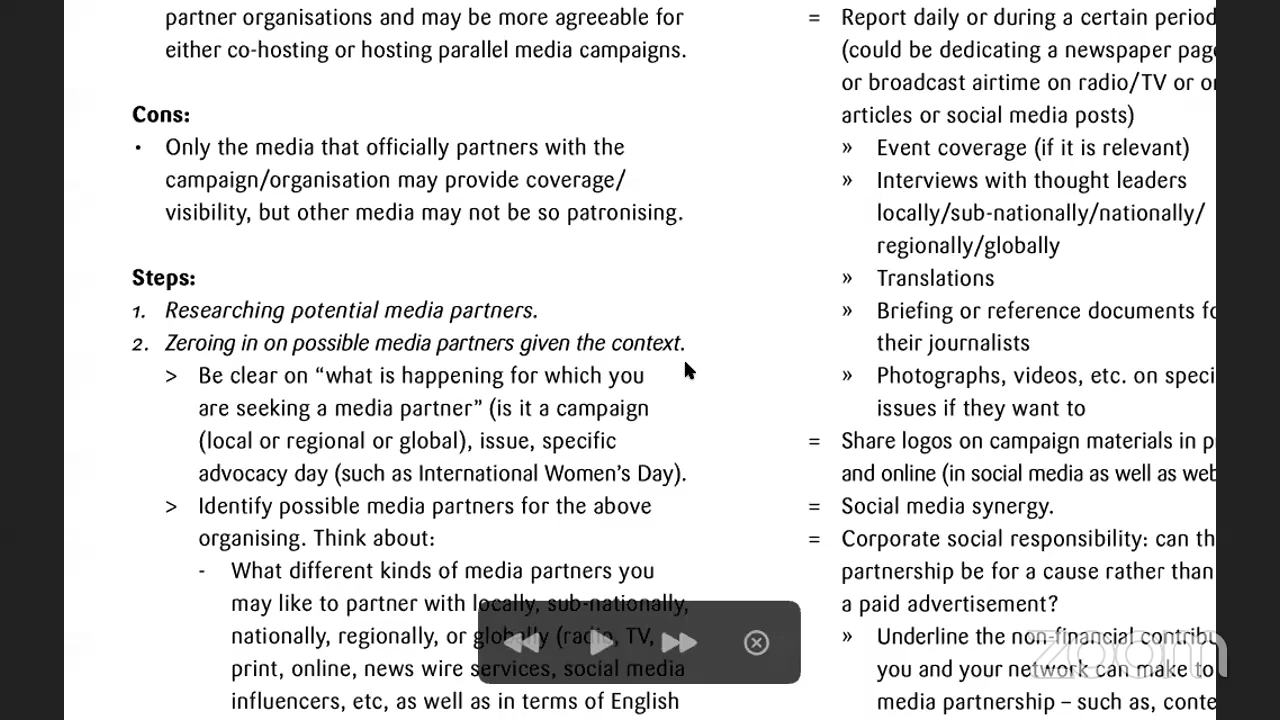 partner organisations and may be more agreeable for
either co-hosting or hosting parallel media campaigns.
Cons:
• Only the media that officially partners with the
campaign/organisation may provide coverage/
visibility, but other media may not be so patronising.
Steps:
1. Researching potential media partners.
2. Zeroing in on possible media partners given the context.
> Be clear on “what is happening for which you
are seeking a media partner” (is it a campaign
(local or regional or global), issue, specific
advocacy day (such as International Women’s Day).
> Identify possible media partners for the above
organising. Think about:
- What different kinds of media partners you
may like to partner with locally, sub-nationally,
nationally, regionally, or globally (radio, TV,
print, online, news wire services, social media
influencers, etc, as well as in terms of English
= Report daily or during a certain period
(could be dedicating a newspaper page
or broadcast airtime on radio/TV or
articles or social media posts)
» Event coverage (if it is relevant)
» Interviews with thought leaders
locally/sub-nationally/nationally/
regionally/globally
» Translations
» Briefing or reference documents
their journalists
» Photographs, videos, etc. on
issues if they want to
= Share logos on campaign materials in
and online (in social media as well as
= Social media synergy.
= Corporate social responsibility: can
partnership be for a cause rather than
a paid advertisement?
» Underline the non-financial
you and your network can make to
media partnership – such as,
zoom